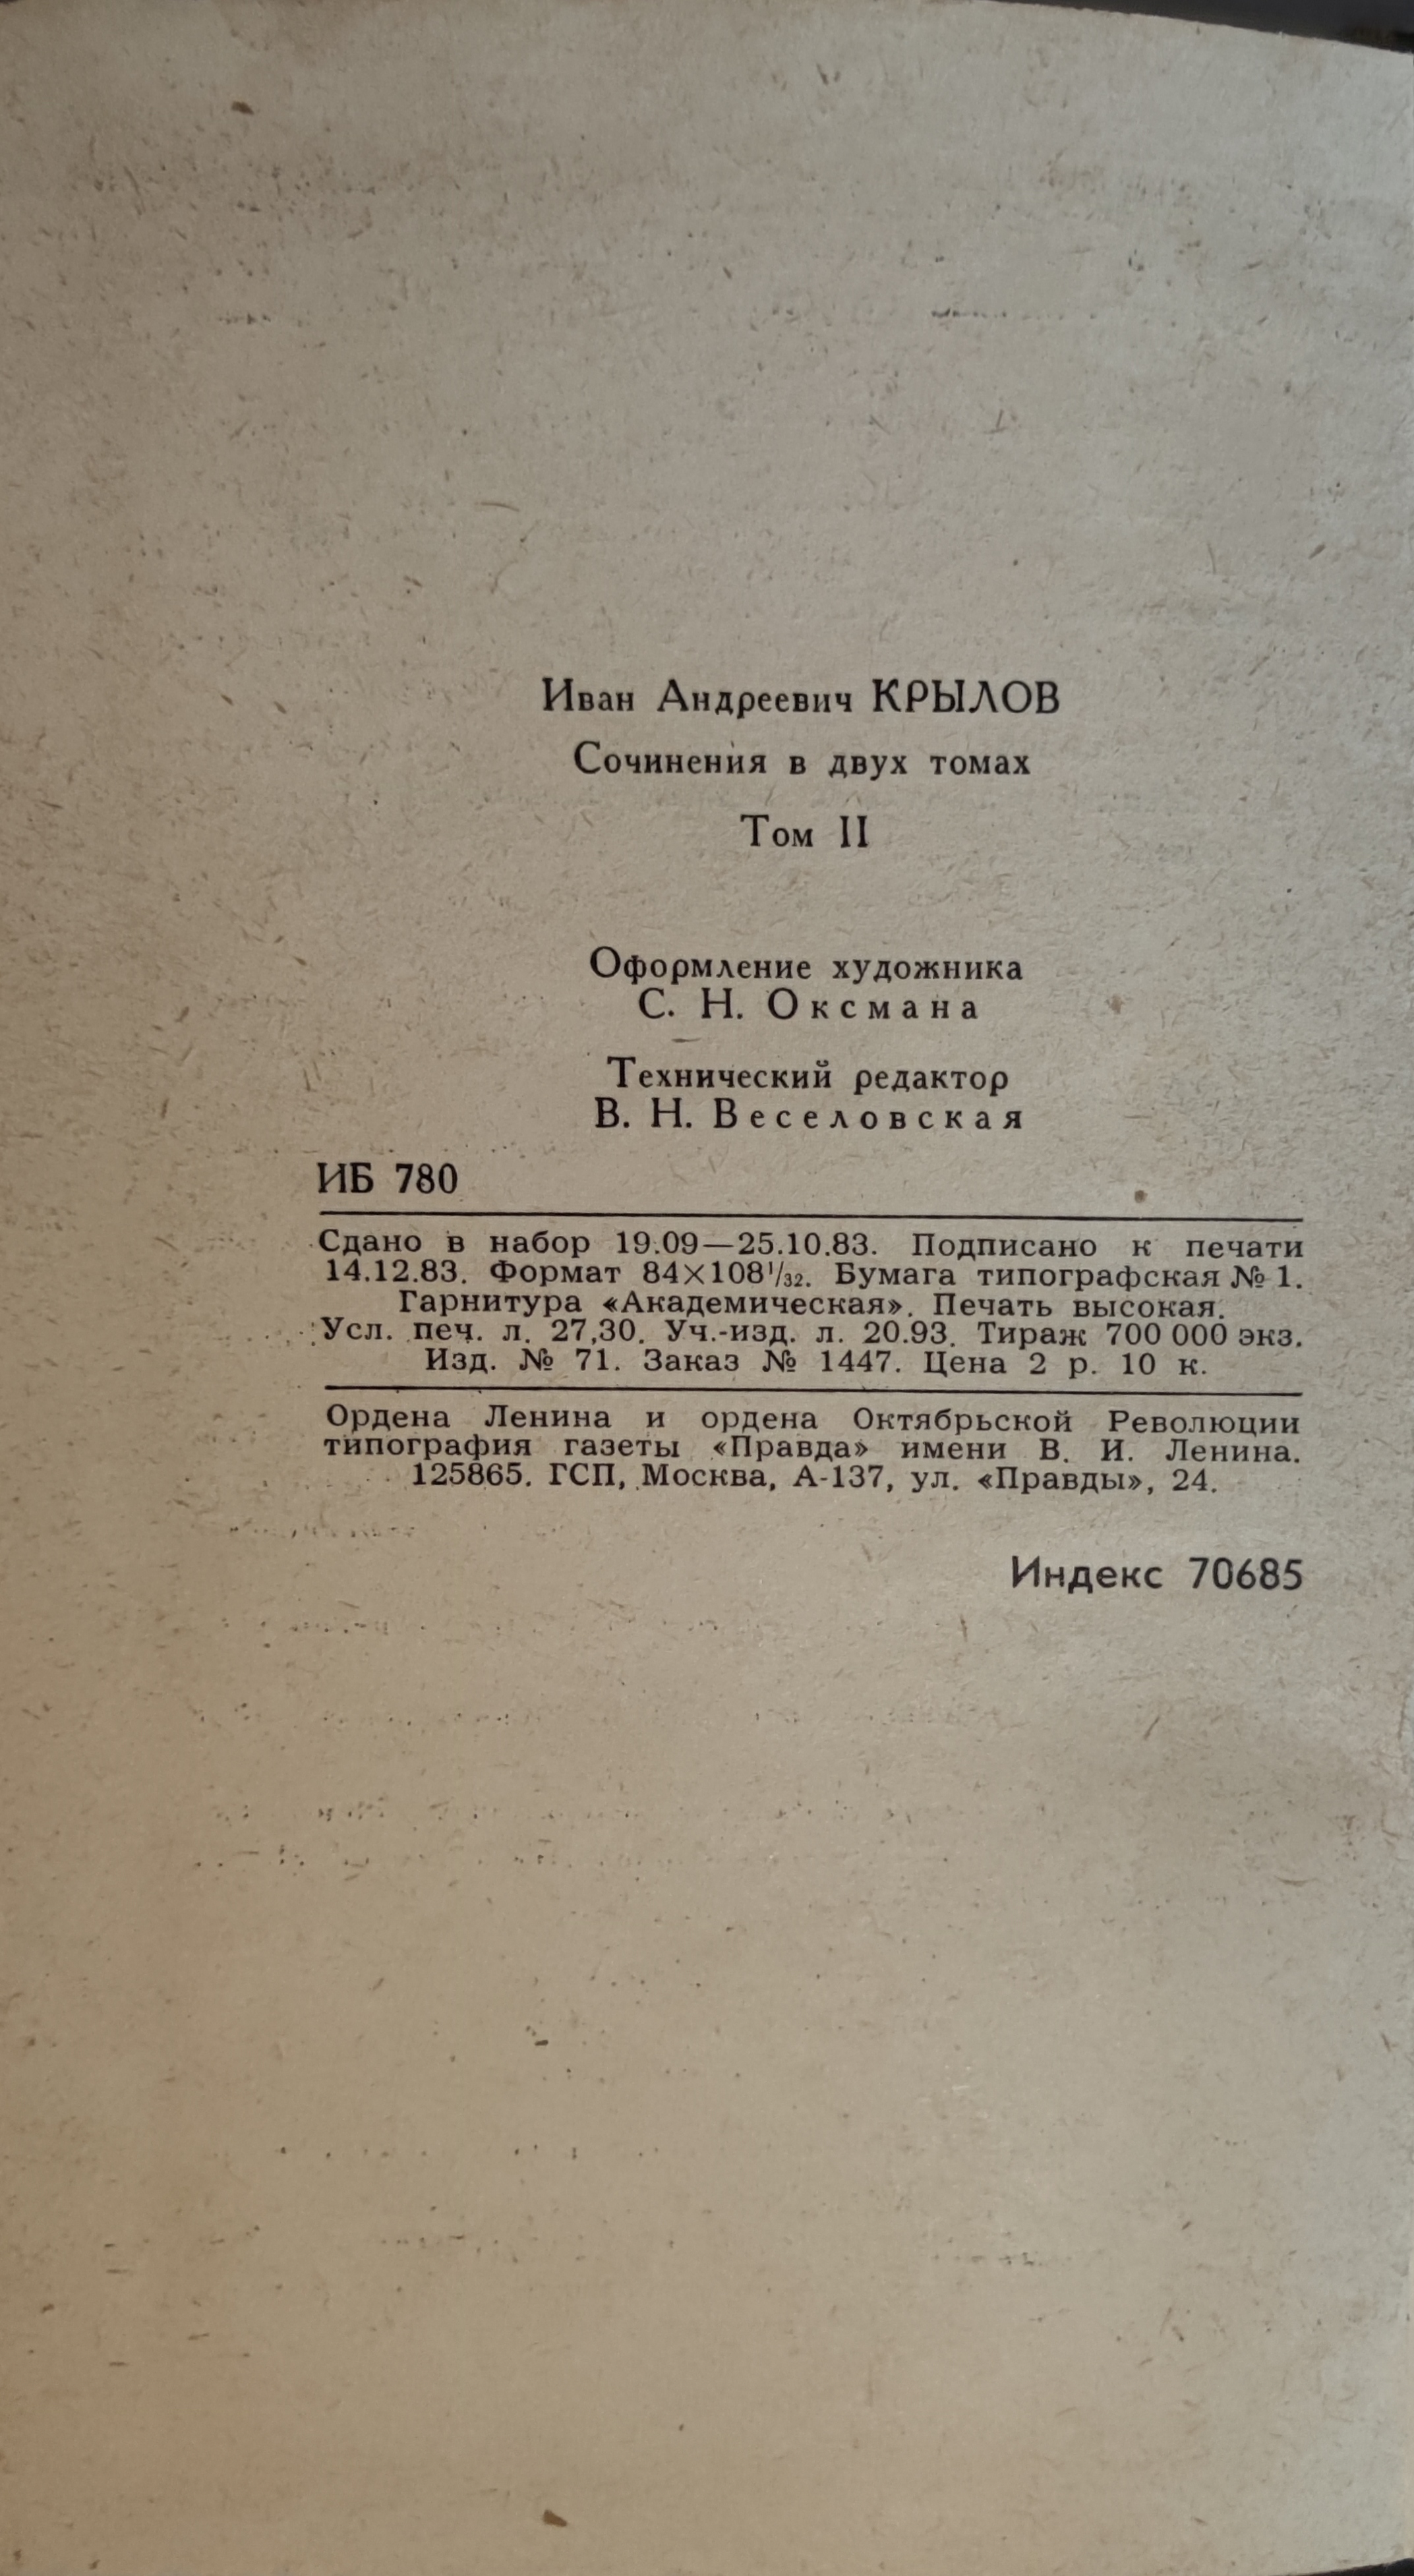 Иван Андреевич КРЫЛОВ
Сочинения в двух томах
Том II
Оформление художника
С. Н. Оксмана
Технический редактор
В. Н. Веселовская
ИБ 780
Сдано в набор 19.09—25.10.83. Подписано к печати
14.12.83. Формат 84×108¹/₃₂. Бумага типографская № 1.
Гарнитура «Академическая». Печать высокая.
Усл. печ. л. 27,30. Уч.-изд. л. 20.93. Тираж 700 000 экз.
Изд. № 71. Заказ № 1447. Цена 2 р. 10 к.
Ордена Ленина и ордена Октябрьской Революции
типография газеты «Правда» имени В. И. Ленина.
125865. ГСП, Москва, А-137, ул. «Правды», 24.
Индекс 70685